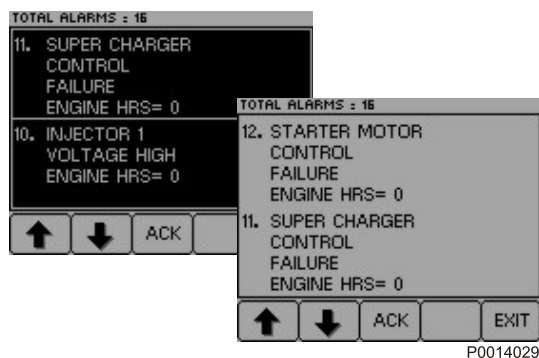 TOTAL ALARMS : 16
11. SUPER CHARGER
CONTROL
FAILURE
ENGINE HRS= 0
10. INJECTOR 1
VOLTAGE HIGH
ENGINE HRS= 0
ACK
TOTAL ALARMS : 16
12. STARTER MOTOR
CONTROL
FAILURE
ENGINE HRS= 0
11. SUPER CHARGER
CONTROL
FAILURE
ENGINE HRS= 0
ACK EXIT
P0014029